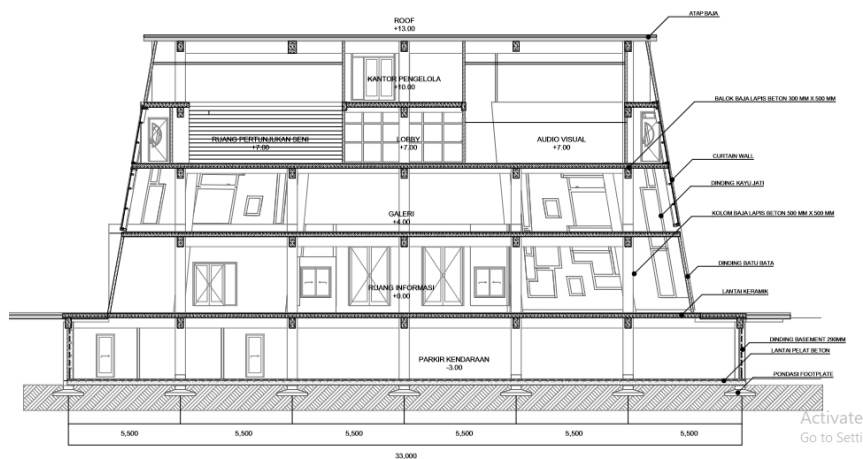 ROOF
+13.00
ATAP BAJA
KANTOR PENGELOLA
+10.00
BALOK BAJA LAPIS BETON 300 MM X 500 MM
RUANG PERTUNJUKAN SENI
+7.00
LOBBY
+7.00
AUDIO VISUAL
+7.00
CURTAIN WALL
DINDING KAYU JATI
GALERI
+4.00
KOLOM BAJA LAPIS BETON 500 MM X 500 MM
DINDING BATU BATA
RUANG INFORMASI
+0.00
LANTAI KERAMIK
PARKIR KENDARAAN
-3.00
DINDING BASEMENT 290MM
LANTAI PELAT BETON
PONDASI FOOTPLATE
5,500
5,500
5,500
5,500
5,500
5,500
33,000
Activate
Go to Setti